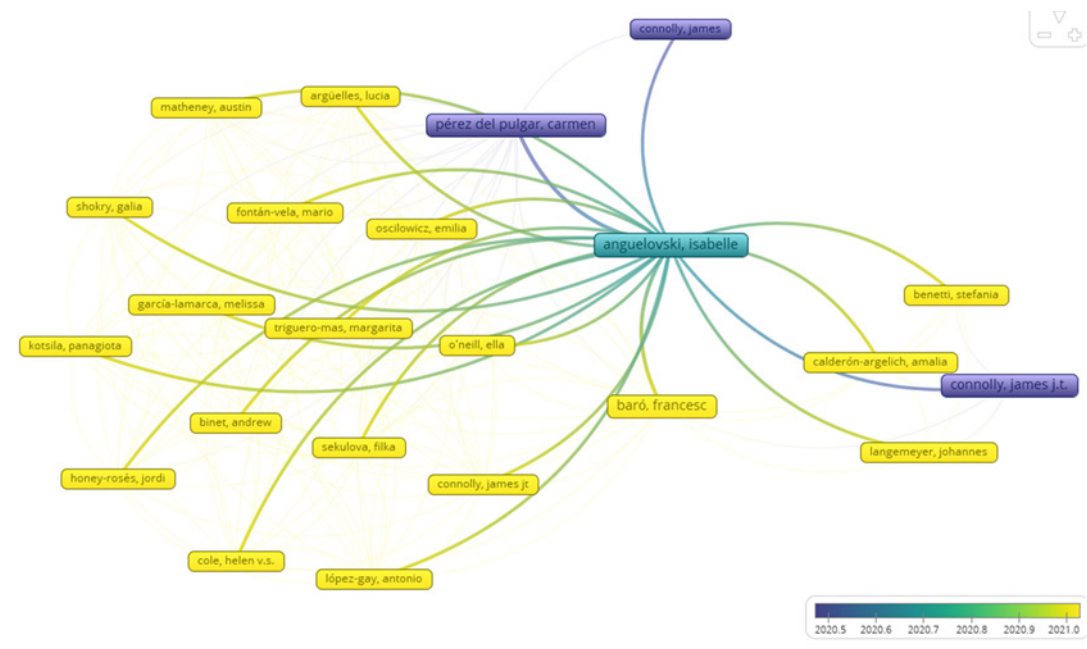 connolly, james
matheney, austin
argüelles, lucia
pérez del pulgar, carmen
shokry, galia
fontán-vela, mario
oscilowicz, emilia
anguelovski, isabelle
benetti, stefania
garcía-lamarca, melissa
triguero-mas, margarita
kotsila, panagiota
o'neill, ella
calderón-argelich, amalia
connolly, james j.t.
baró, francesc
binet, andrew
sekulova, filka
langemeyer, johannes
honey-rosés, jordi
connolly, james jt
cole, helen v.s.
lópez-gay, antonio
2020.5 2020.6 2020.7 2020.8 2020.9 2021.0